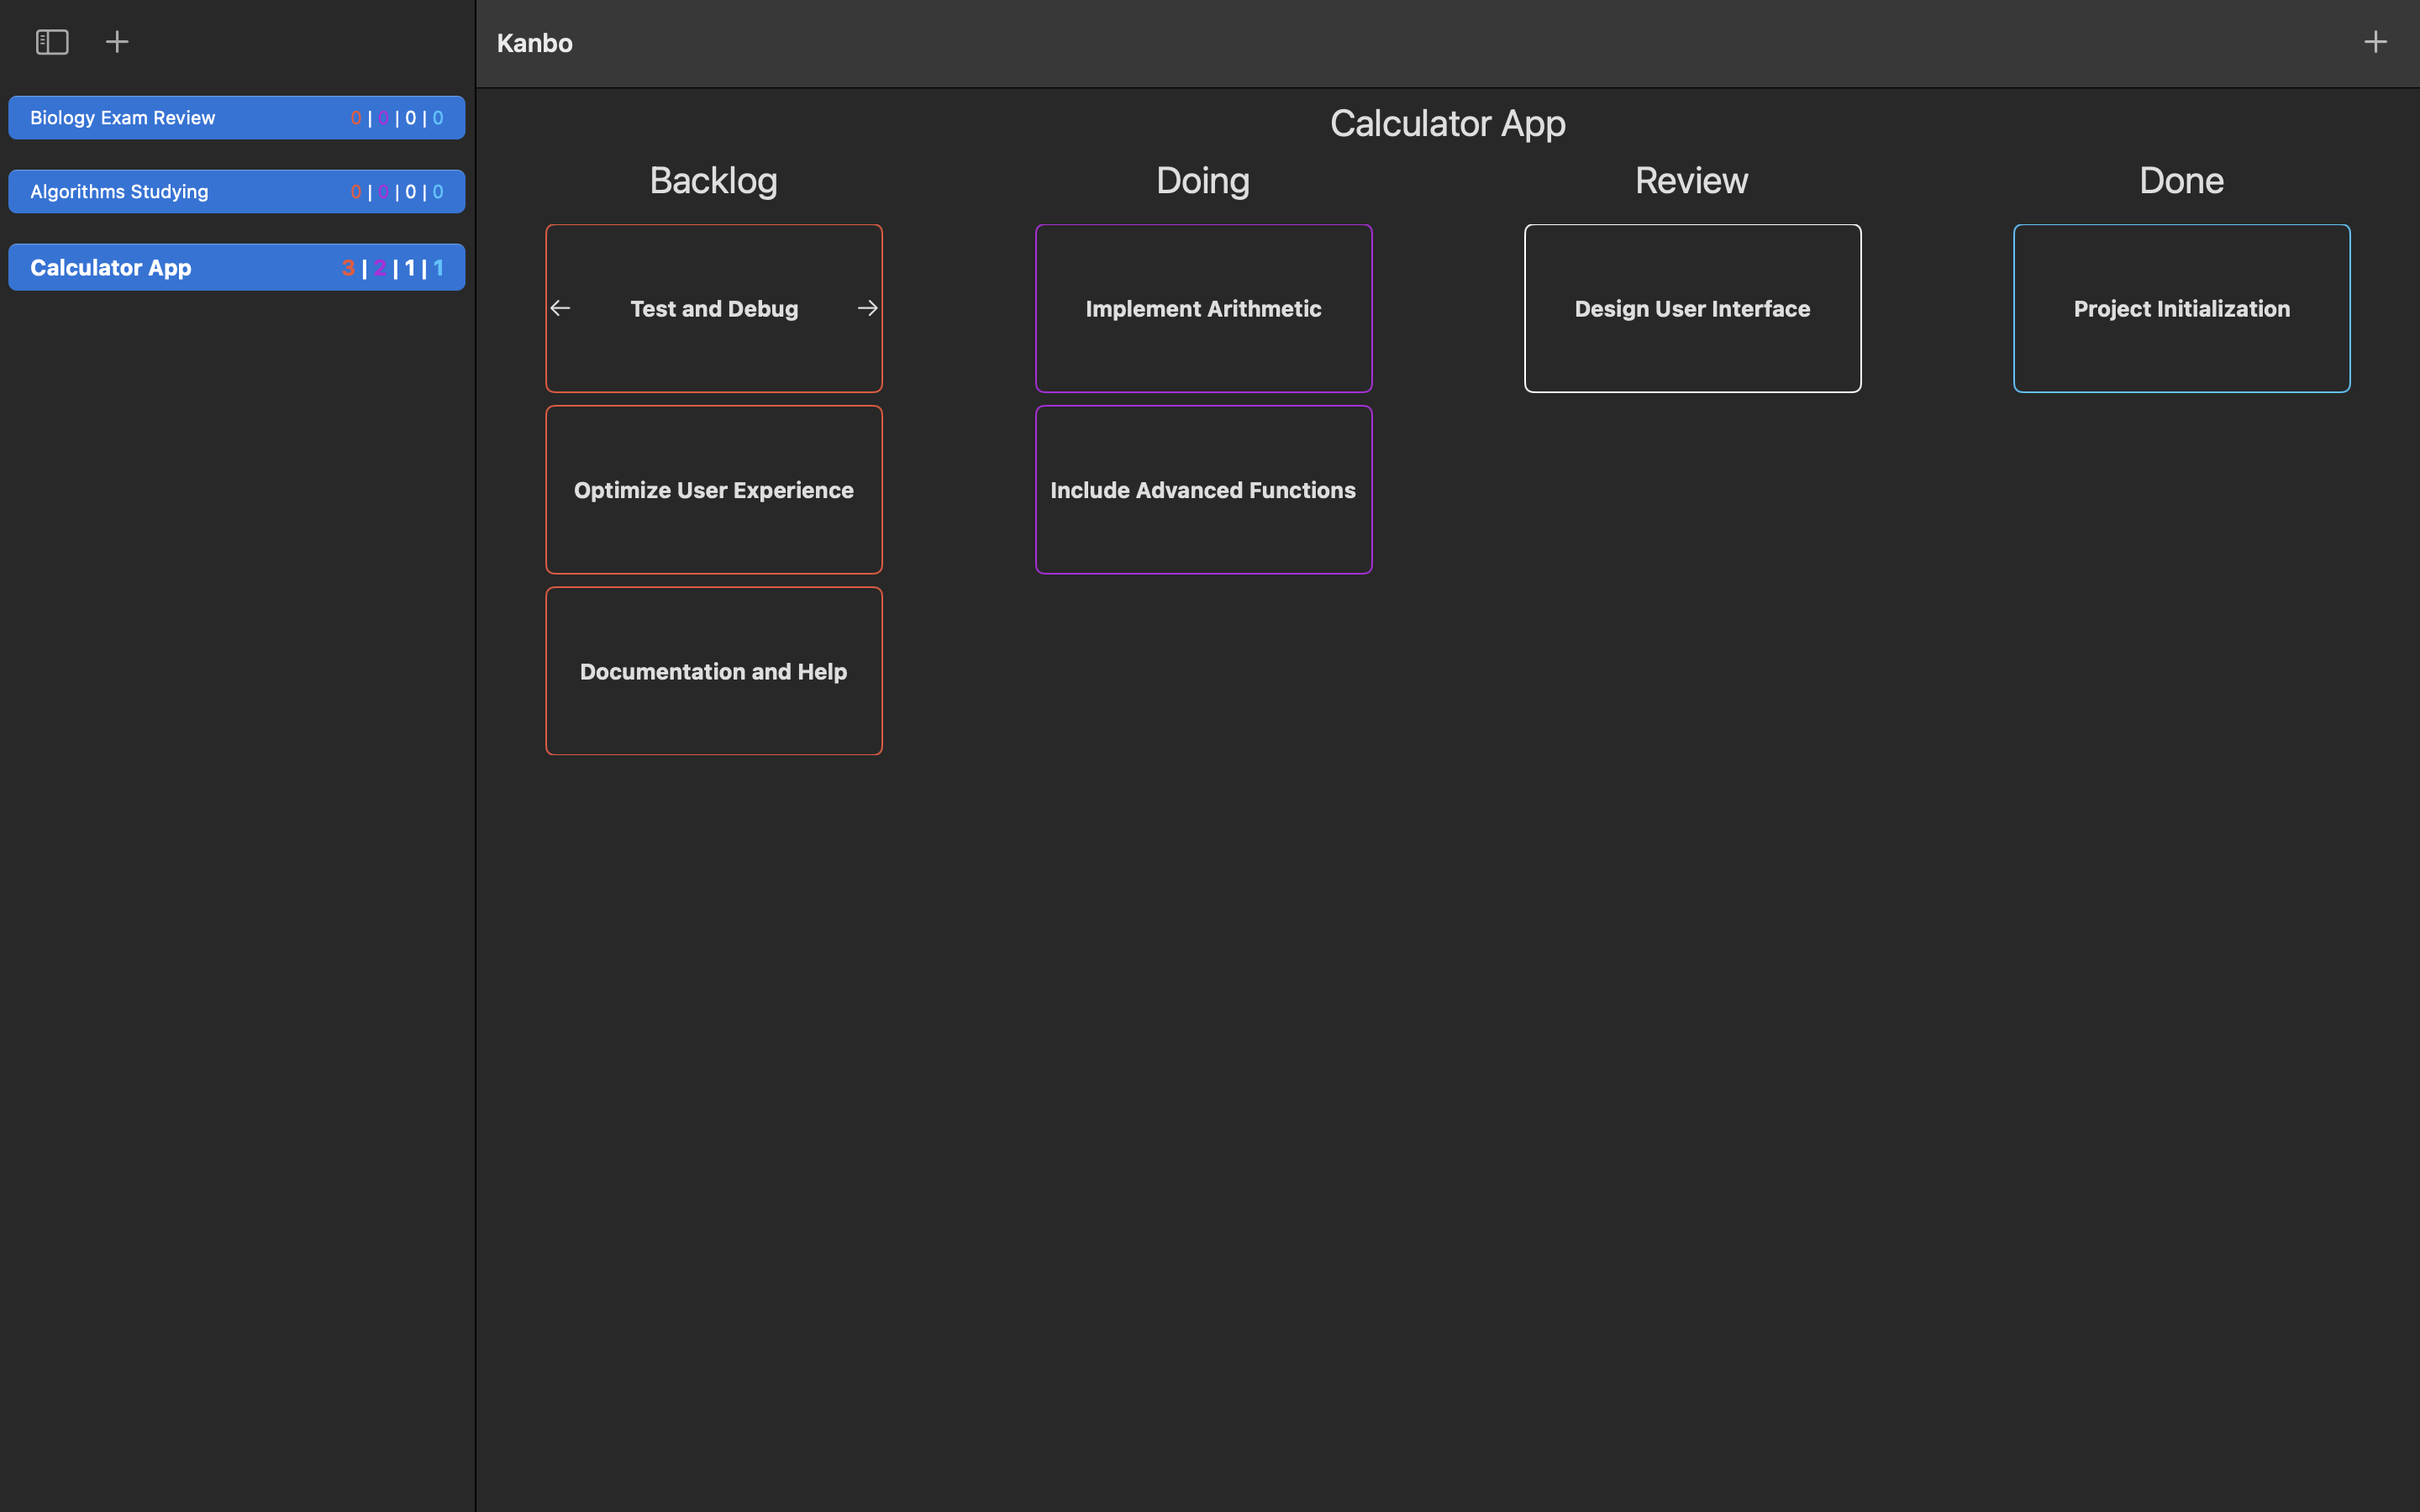 Kanbo
Biology Exam Review 0 | 0 | 0 | 0
Algorithms Studying 0 | 0 | 0 | 0
Calculator App 3 | 2 | 1 | 1
Calculator App
Backlog Doing Review Done
Test and Debug Implement Arithmetic Design User Interface Project Initialization
Optimize User Experience Include Advanced Functions
Documentation and Help